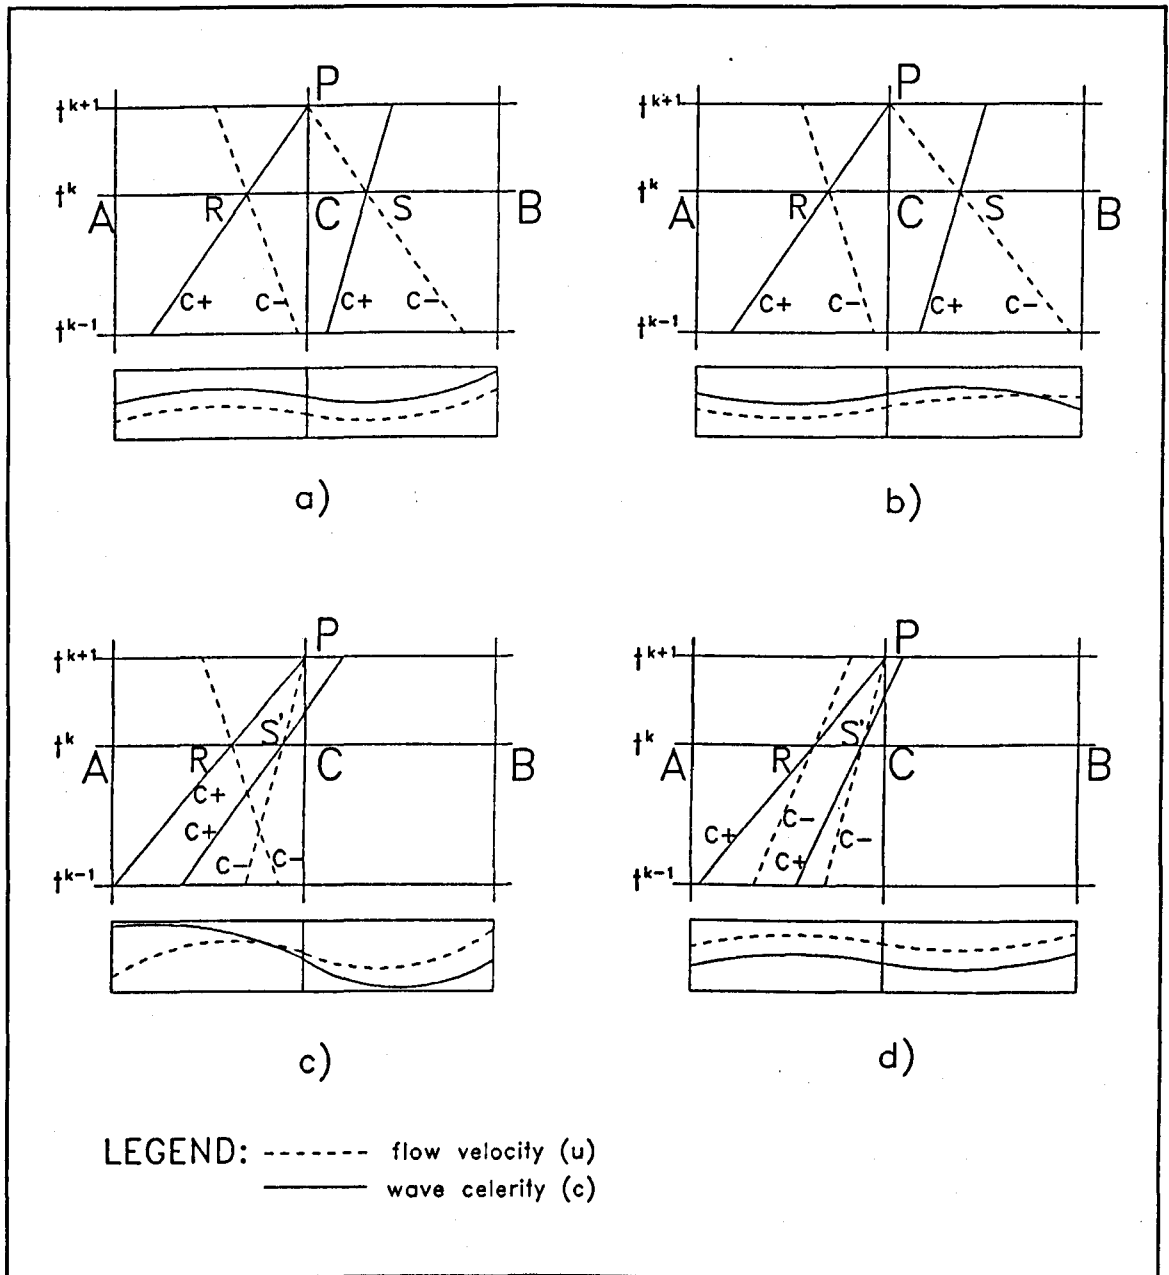 P
t^k+1
t^k
A
R
C
S
B
C+
C-
C+
C-
t^k-1
a)
P
t^k+1
t^k
A
R
C
S
B
C+
C-
C+
C-
t^k-1
b)
P
t^k+1
t^k
A
R
S'
C
B
C+
C+
C-
C-
t^k-1
c)
P
t^k+1
t^k
A
R
S'
C
B
C+
C-
C+
C-
t^k-1
d)
LEGEND: flow velocity (u)
wave celerity (c)